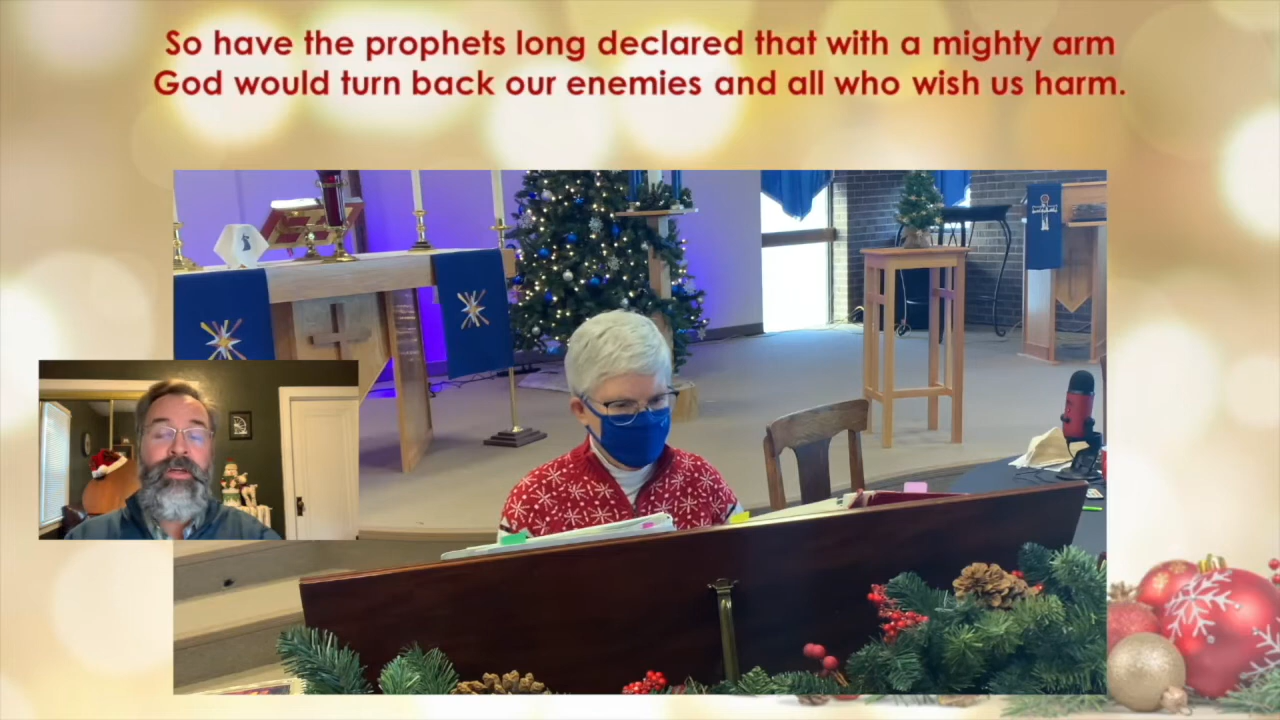 So have the prophets long declared that with a mighty arm
God would turn back our enemies and all who wish us harm.